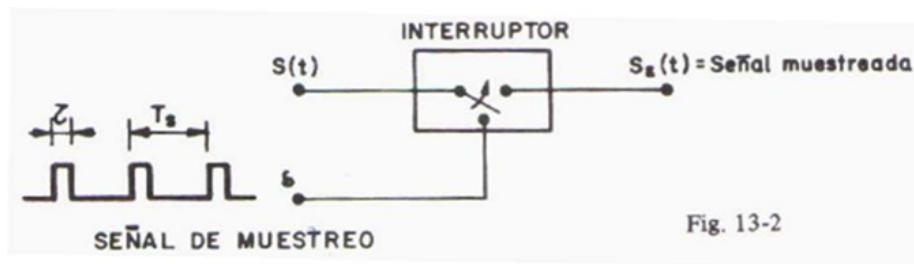 INTERRUPTOR
S(t)
Sₛ(t) = Señal muestreada
τ
Tₛ
δ
SEÑAL DE MUESTREO
Fig. 13-2